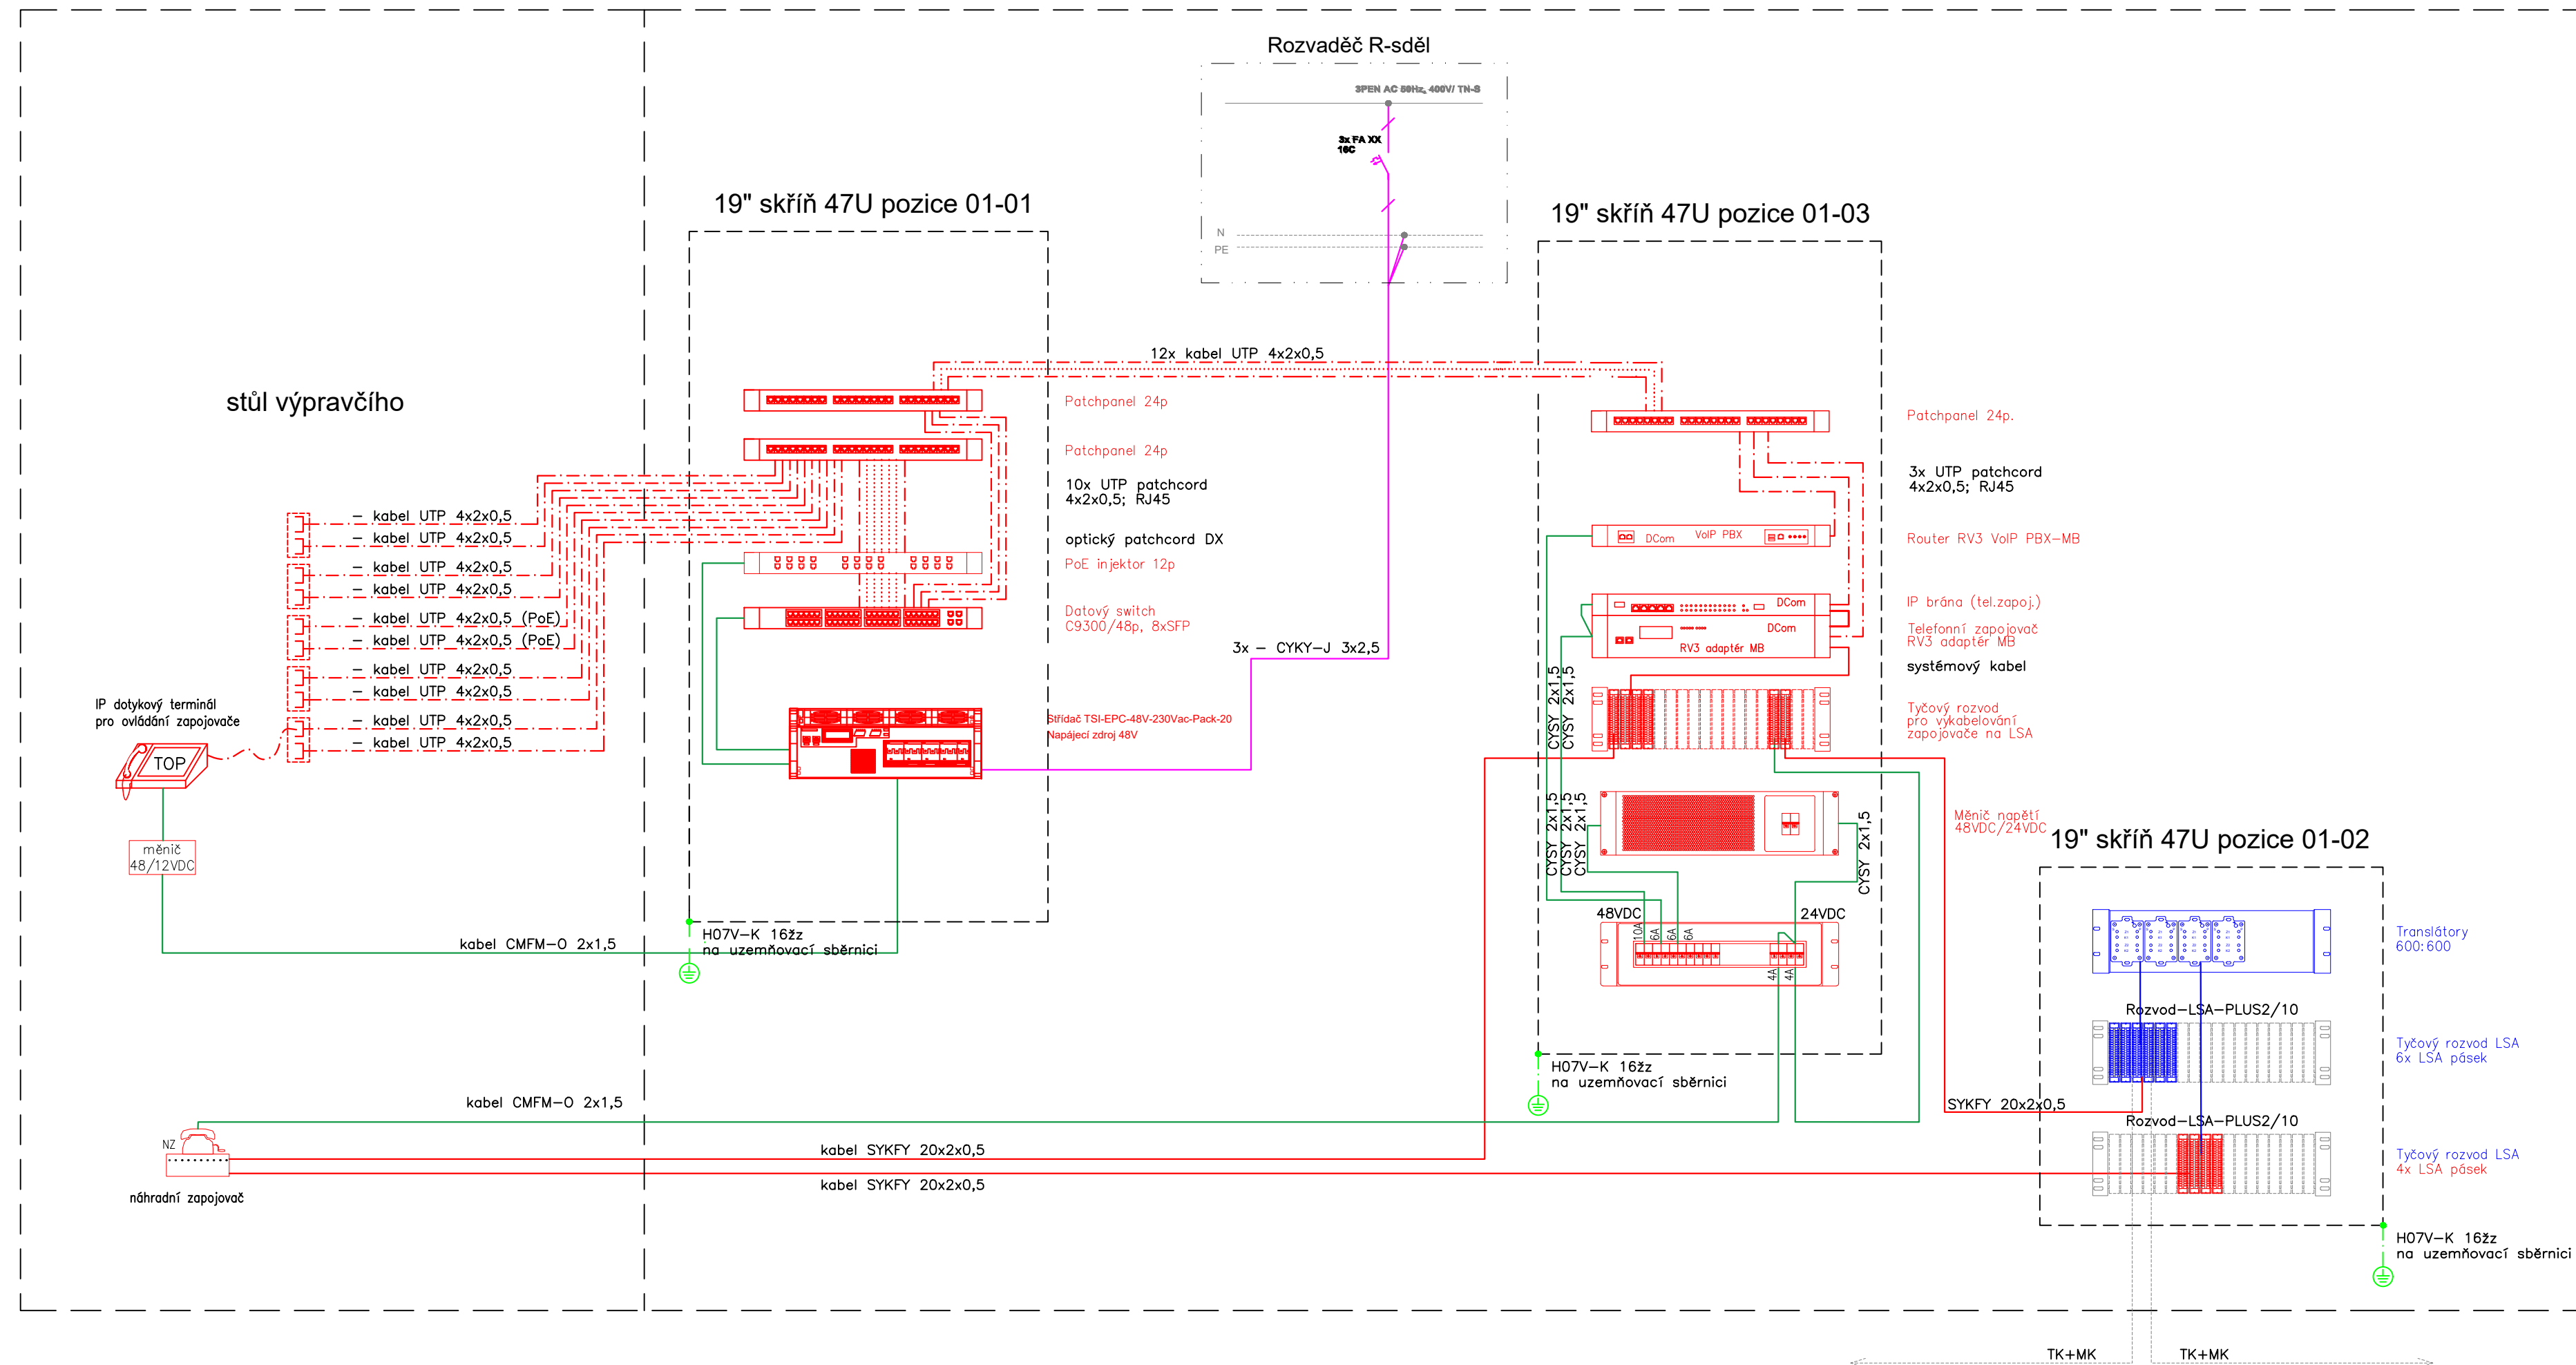 Rozvaděč R-sděl
3PEN AC 50Hz, 400V/ TN-S
3x FA XX
16C
N
PE
stůl výpravčího
- kabel UTP 4x2x0,5
- kabel UTP 4x2x0,5
- kabel UTP 4x2x0,5
- kabel UTP 4x2x0,5
- kabel UTP 4x2x0,5 (PoE)
- kabel UTP 4x2x0,5 (PoE)
- kabel UTP 4x2x0,5
- kabel UTP 4x2x0,5
- kabel UTP 4x2x0,5
- kabel UTP 4x2x0,5
IP dotykový terminál
pro ovládání zapojovače
TOP
měnič
48/12VDC
kabel CMFM-O 2x1,5
kabel CMFM-O 2x1,5
NZ
náhradní zapojovač
kabel SYKFY 20x2x0,5
kabel SYKFY 20x2x0,5
19" skříň 47U pozice 01-01
12x kabel UTP 4x2x0,5
Patchpanel 24p
Patchpanel 24p
10x UTP patchcord
4x2x0,5; RJ45
optický patchcord DX
PoE injektor 12p
Datový switch
C9300/48p, 8xSFP
3x - CYKY-J 3x2,5
Střídač TSI-EPC-48V-230Vac-Pack-20
Napájecí zdroj 48V
H07V-K 16žz
na uzemňovací sběrnici
19" skříň 47U pozice 01-03
Patchpanel 24p.
3x UTP patchcord
4x2x0,5; RJ45
DCom
VoIP PBX
Router RV3 VoIP PBX-MB
DCom
IP brána (tel.zapoj.)
DCom
RV3 adaptér MB
Telefonní zapojovač
RV3 adaptér MB
systémový kabel
CYSY 2x1,5
CYSY 2x1,5
Tyčový rozvod
pro vykabelování
zapojovače na LSA
CYSY 2x1,5
CYSY 2x1,5
CYSY 2x1,5
CYSY 2x1,5
Měnič napětí
48VDC/24VDC
48VDC
24VDC
10A
6A
6A
6A
4A
4A
H07V-K 16žz
na uzemňovací sběrnici
SYKFY 20x2x0,5
19" skříň 47U pozice 01-02
Translátory
600:600
Rozvod-LSA-PLUS2/10
Tyčový rozvod LSA
6x LSA pásek
Rozvod-LSA-PLUS2/10
Tyčový rozvod LSA
4x LSA pásek
H07V-K 16žz
na uzemňovací sběrnici
TK+MK
TK+MK